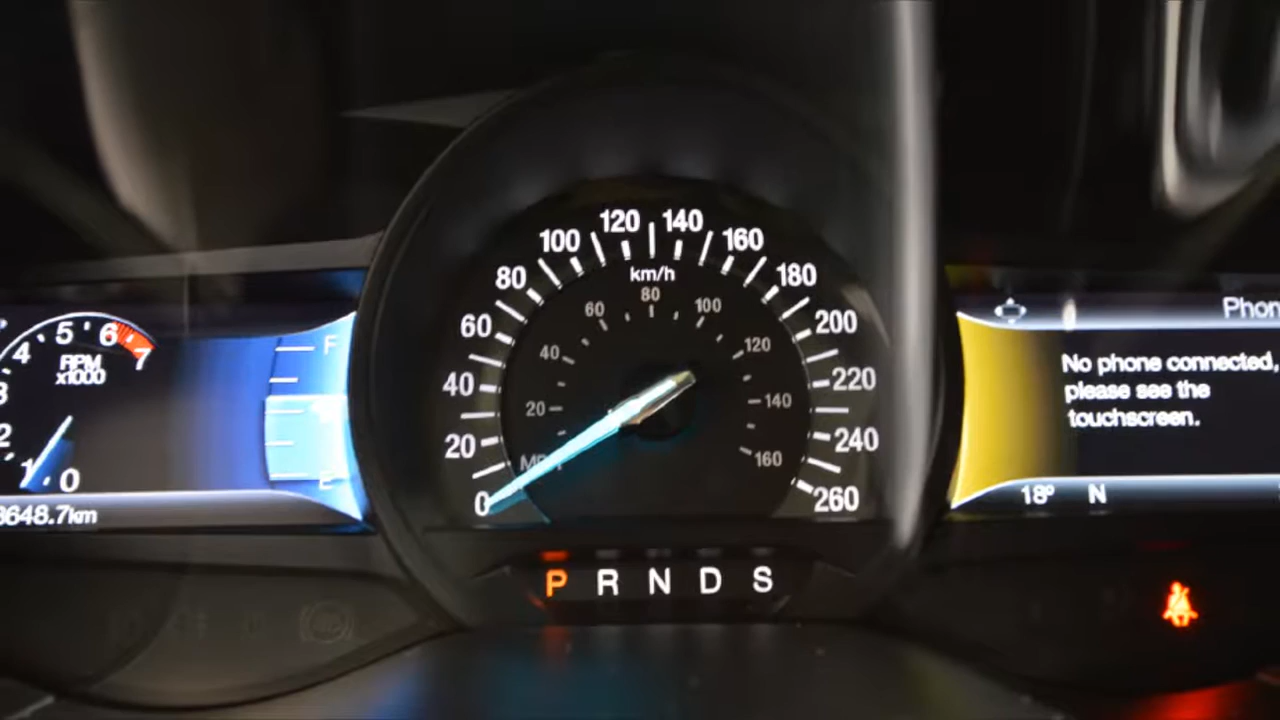 4 5 6 7
3
2
1 0
RPM
x1000
F
E
3648.7km
0 20 40 60 80 100 120 140 160 180 200 220 240 260
km/h
20 40 60 80 100 120 140 160
P R N D S
Phon
No phone connected,
please see the
touchscreen.
18° N